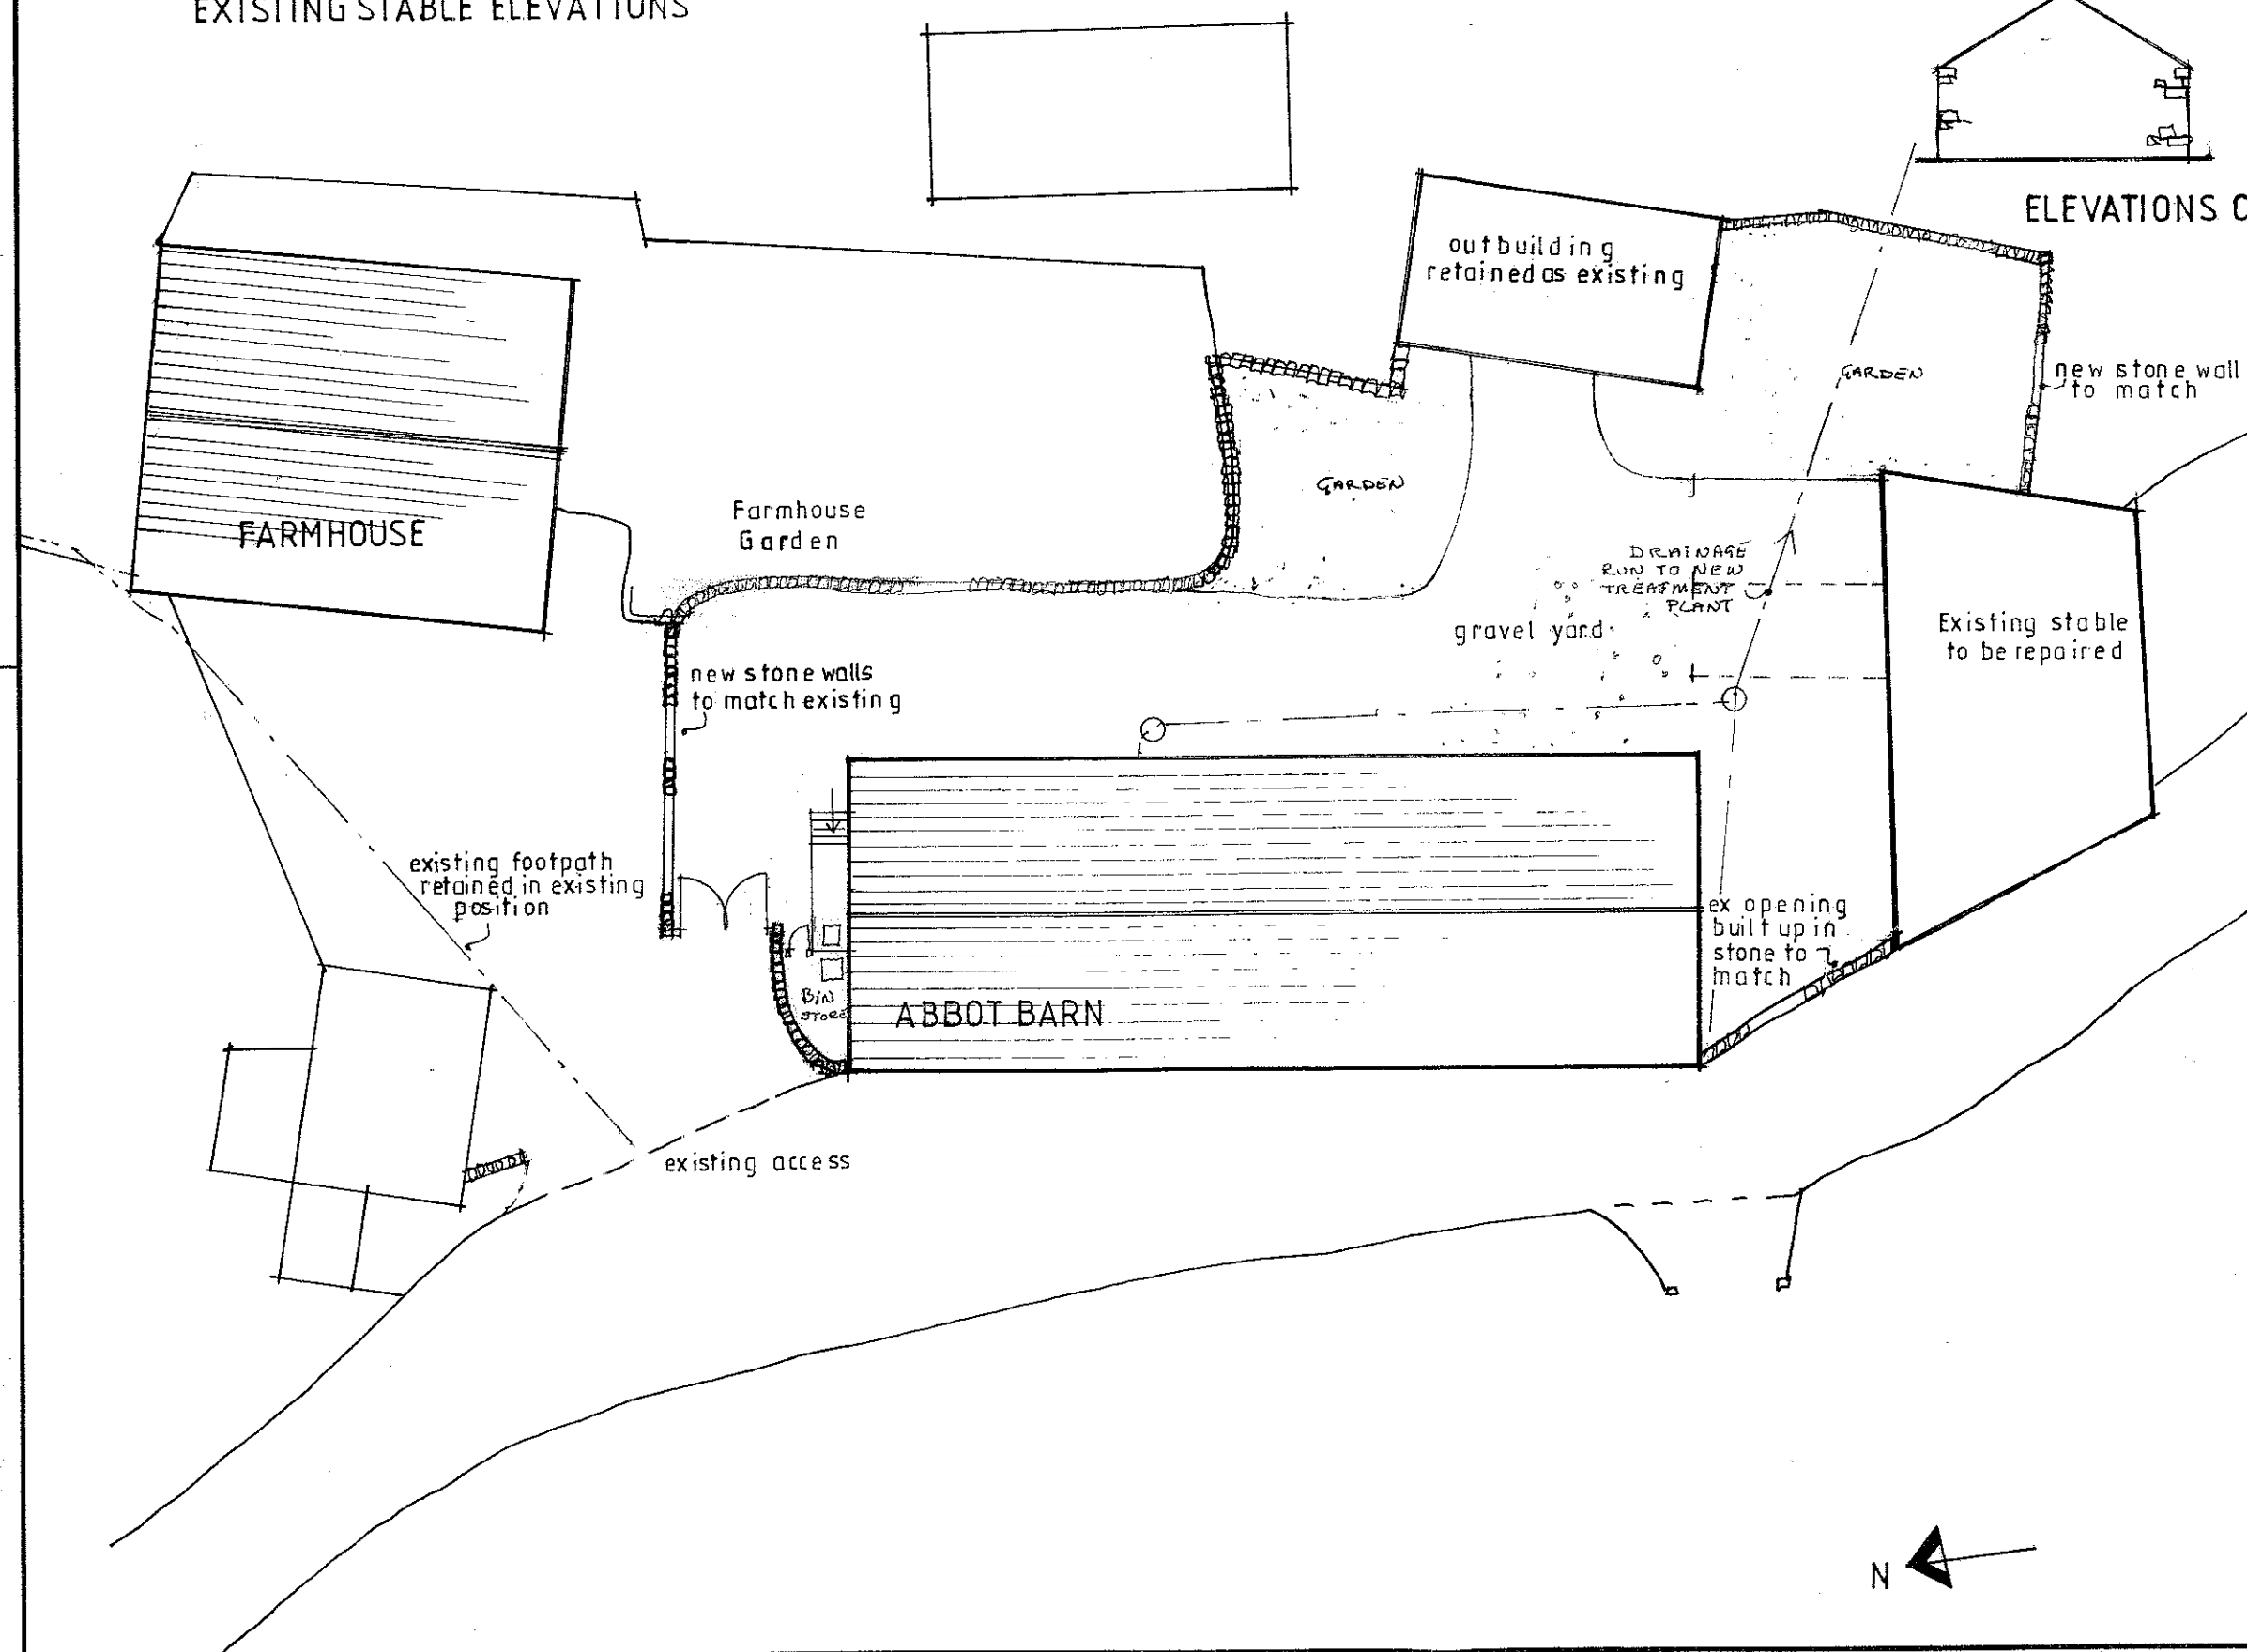 EXISTING STABLE ELEVATIONS
ELEVATIONS
outbuilding
retained as existing
GARDEN
new stone wall
to match
GARDEN
Farmhouse
Garden
FARMHOUSE
DRAINAGE
RUN TO NEW
TREATMENT
PLANT
gravel yard
Existing stable
to be repaired
new stone walls
to match existing
existing footpath
retained in existing
position
ex opening
built up in
stone to
match
BIN
STORE
ABBOT BARN
existing access
N